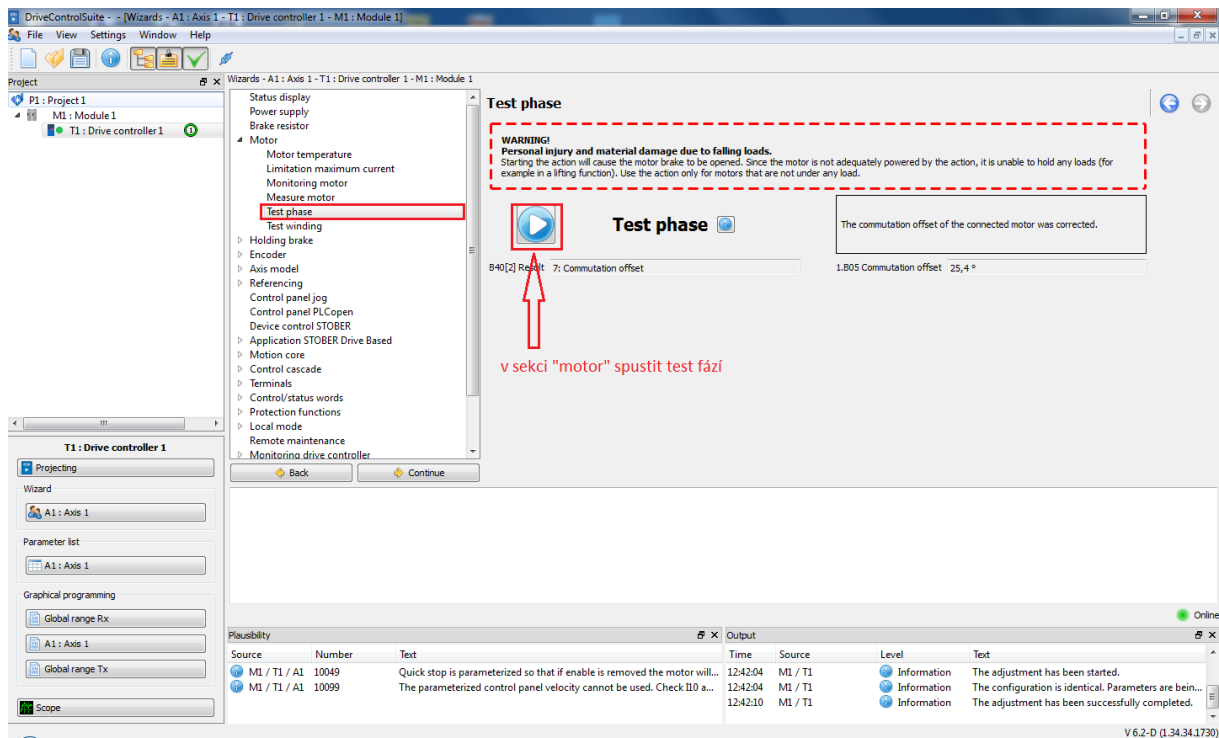 DriveControlSuite - - [Wizards - A1 : Axis 1 - T1 : Drive controller 1 - M1 : Module 1]
File View Settings Window Help
Project
P1 : Project 1
M1 : Module 1
T1 : Drive controller 1
Wizards - A1 : Axis 1 - T1 : Drive controller 1 - M1 : Module 1
Status display
Power supply
Brake resistor
Motor
Motor temperature
Limitation maximum current
Monitoring motor
Measure motor
Test phase
Test winding
Holding brake
Encoder
Axis model
Referencing
Control panel jog
Control panel PLCopen
Device control STOBER
Application STOBER Drive Based
Motion core
Control cascade
Terminals
Control/status words
Protection functions
Local mode
Remote maintenance
Monitoring drive controller
Back Continue
Test phase
WARNING!
Personal injury and material damage due to falling loads.
Starting the action will cause the motor brake to be opened. Since the motor is not adequately powered by the action, it is unable to hold any loads (for
example in a lifting function). Use the action only for motors that are not under any load.
Test phase
The commutation offset of the connected motor was corrected.
B40[2] Result 7: Commutation offset
1.B05 Commutation offset 25,4 °
v sekci "motor" spustit test fází
T1 : Drive controller 1
Projecting
Wizard
A1 : Axis 1
Parameter list
A1 : Axis 1
Graphical programming
Global range Rx
A1 : Axis 1
Global range Tx
Scope
Online
Plausibility
Source Number Text
M1 / T1 / A1 10049 Quick stop is parameterized so that if enable is removed the motor will...
M1 / T1 / A1 10099 The parameterized control panel velocity cannot be used. Check I10 a...
Output
Time Source Level Text
12:42:04 M1 / T1 Information The adjustment has been started.
12:42:04 M1 / T1 Information The configuration is identical. Parameters are bein...
12:42:10 M1 / T1 Information The adjustment has been successfully completed.
V 6.2-D (1.34.34.1730)